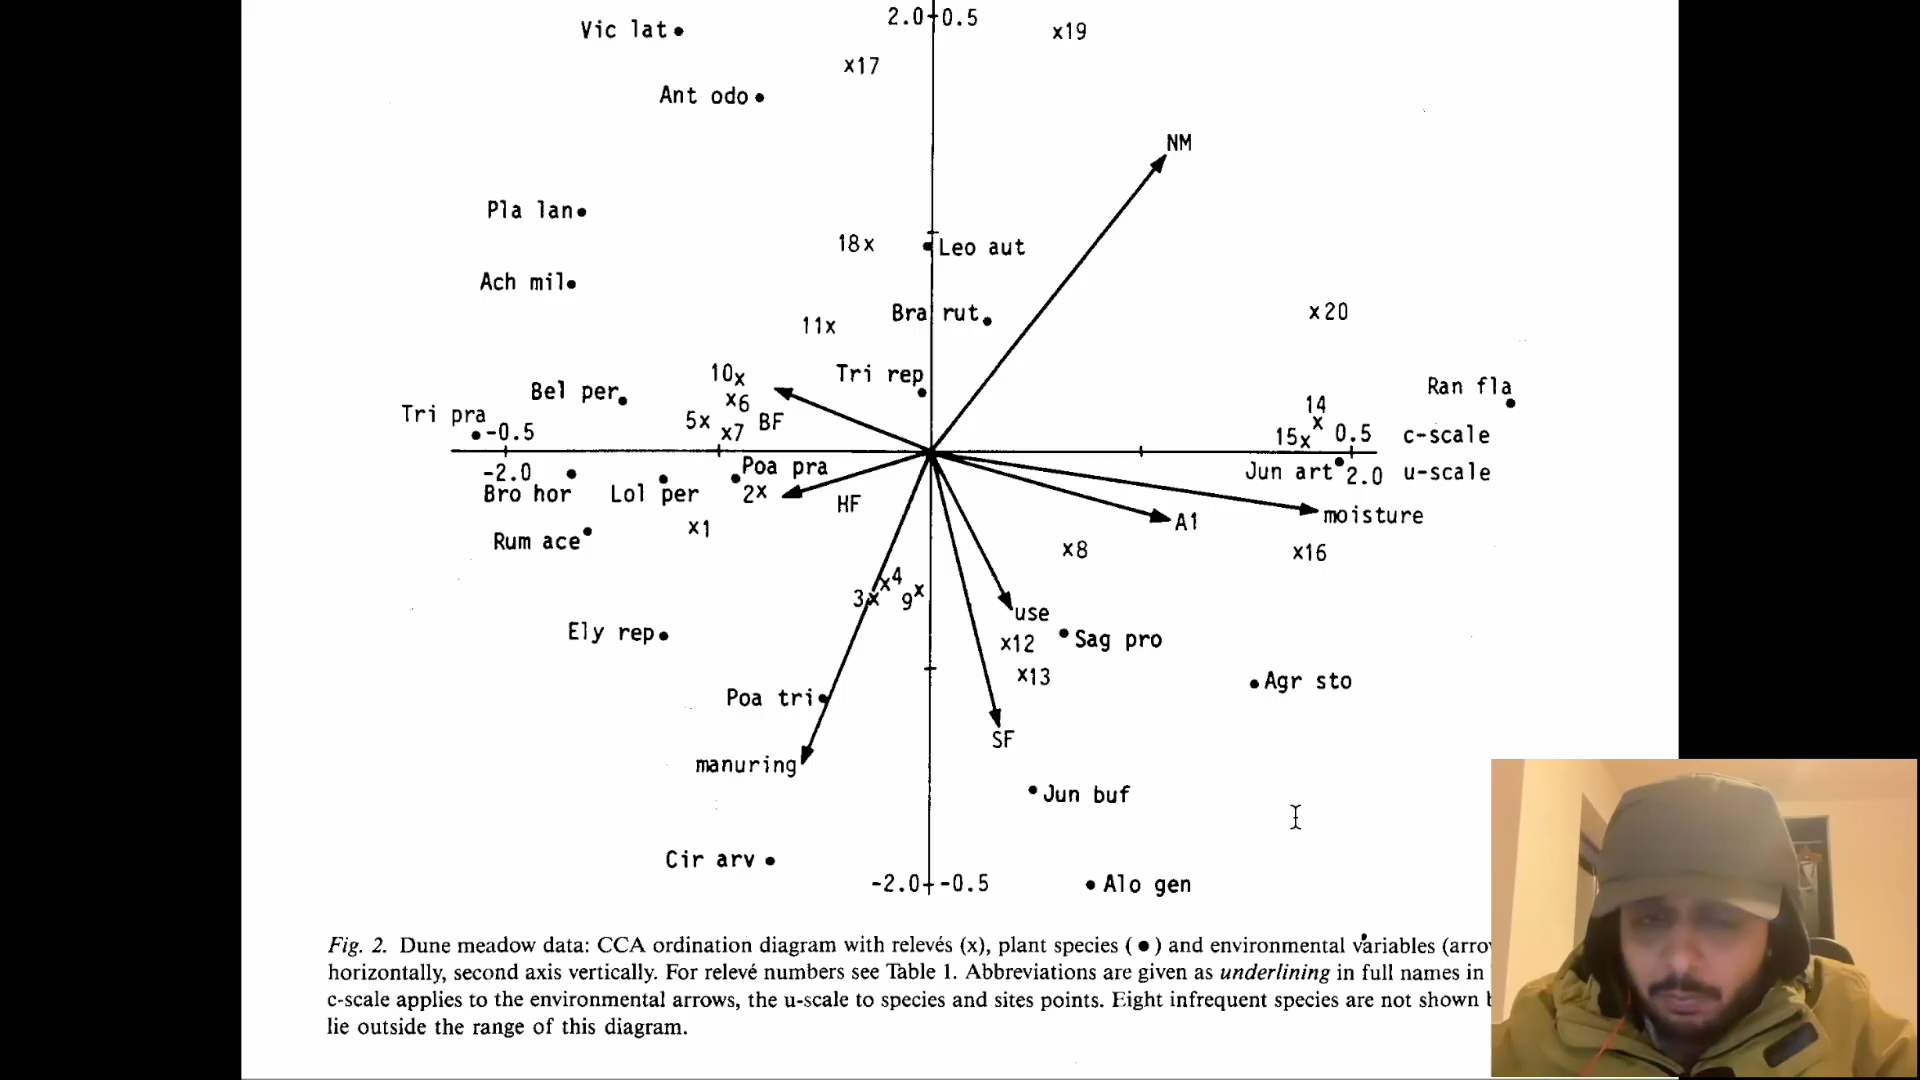 2.0 0.5
Vic lat
x19
x17
Ant odo
NM
Pla lan
18x
Leo aut
Ach mil
Bra rut
x20
11x
10x
Tri rep
Ran fla
Bel per
x6
14
x
Tri pra
5x
BF
-0.5
x7
15x
0.5
c-scale
Poa pra
-2.0
Jun art
2.0
u-scale
Bro hor
Lol per
2x
HF
moisture
A1
x1
Rum ace
x8
x16
x4
3x
9x
use
Ely rep
x12
Sag pro
x13
Agr sto
Poa tri
SF
manuring
Jun buf
Cir arv
-2.0 -0.5
Alo gen
Fig. 2. Dune meadow data: CCA ordination diagram with relevés (x), plant species (●) and environmental variables (arro
horizontally, second axis vertically. For relevé numbers see Table 1. Abbreviations are given as underlining in full names in
c-scale applies to the environmental arrows, the u-scale to species and sites points. Eight infrequent species are not shown b
lie outside the range of this diagram.